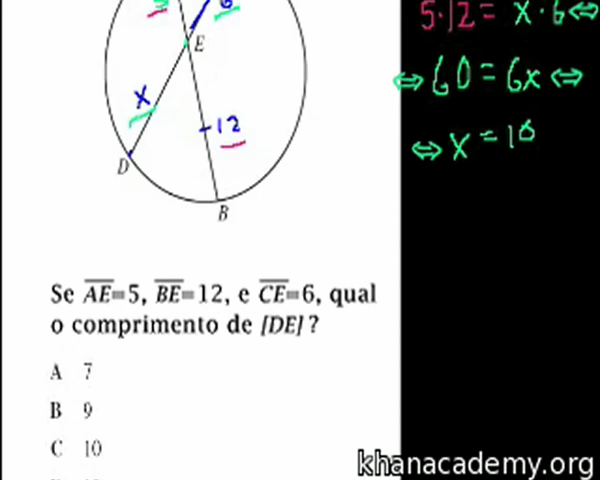 5·12 = x·6 ⇔
6
E
⇔ 60 = 6x ⇔
x
12
⇔ x = 10
D
B
Se AE=5, BE=12, e CE=6, qual
o comprimento de [DE]?
A 7
B 9
C 10
khanacademy.org